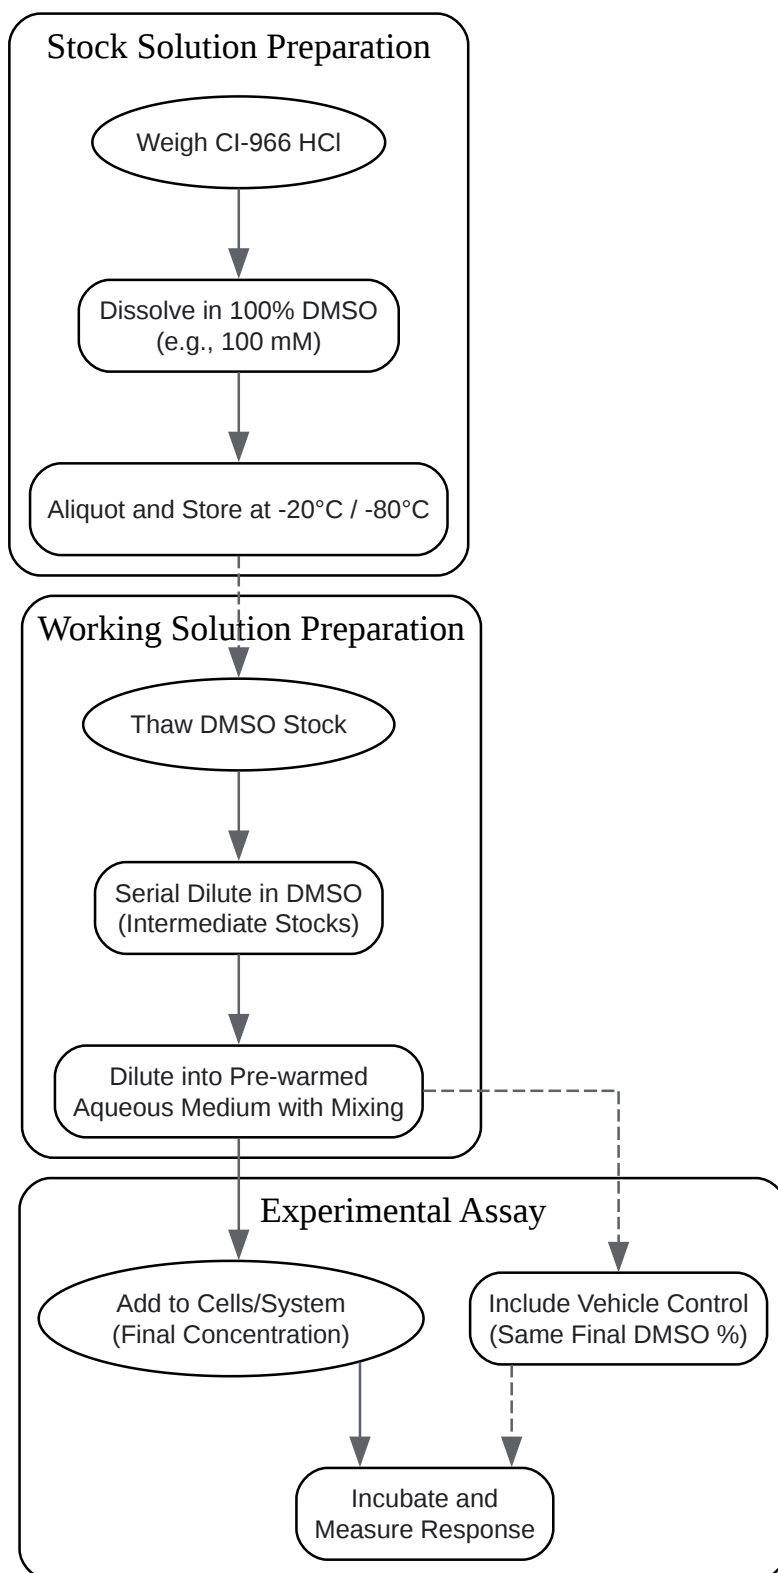 Stock Solution Preparation
Weigh CI-966 HCl
Dissolve in 100% DMSO
(e.g., 100 mM)
Aliquot and Store at -20°C / -80°C
Working Solution Preparation
Thaw DMSO Stock
Serial Dilute in DMSO
(Intermediate Stocks)
Dilute into Pre-warmed
Aqueous Medium with Mixing
Experimental Assay
Add to Cells/System
(Final Concentration)
Include Vehicle Control
(Same Final DMSO %)
Incubate and
Measure Response